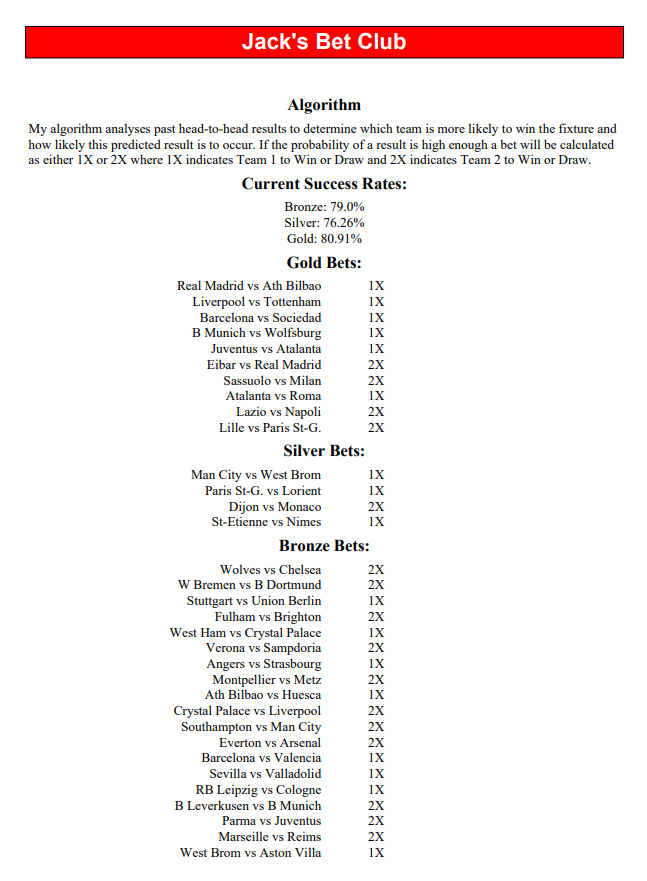 Jack's Bet Club
Algorithm
My algorithm analyses past head-to-head results to determine which team is more likely to win the fixture and
how likely this predicted result is to occur. If the probability of a result is high enough a bet will be calculated
as either 1X or 2X where 1X indicates Team 1 to Win or Draw and 2X indicates Team 2 to Win or Draw.
Current Success Rates:
Bronze: 79.0%
Silver: 76.26%
Gold: 80.91%
Gold Bets:
Real Madrid vs Ath Bilbao 1X
Liverpool vs Tottenham 1X
Barcelona vs Sociedad 1X
B Munich vs Wolfsburg 1X
Juventus vs Atalanta 1X
Eibar vs Real Madrid 2X
Sassuolo vs Milan 2X
Atalanta vs Roma 1X
Lazio vs Napoli 2X
Lille vs Paris St-G. 2X
Silver Bets:
Man City vs West Brom 1X
Paris St-G. vs Lorient 1X
Dijon vs Monaco 2X
St-Etienne vs Nimes 1X
Bronze Bets:
Wolves vs Chelsea 2X
W Bremen vs B Dortmund 2X
Stuttgart vs Union Berlin 1X
Fulham vs Brighton 2X
West Ham vs Crystal Palace 1X
Verona vs Sampdoria 2X
Angers vs Strasbourg 1X
Montpellier vs Metz 2X
Ath Bilbao vs Huesca 1X
Crystal Palace vs Liverpool 2X
Southampton vs Man City 2X
Everton vs Arsenal 2X
Barcelona vs Valencia 1X
Sevilla vs Valladolid 1X
RB Leipzig vs Cologne 1X
B Leverkusen vs B Munich 2X
Parma vs Juventus 2X
Marseille vs Reims 2X
West Brom vs Aston Villa 1X